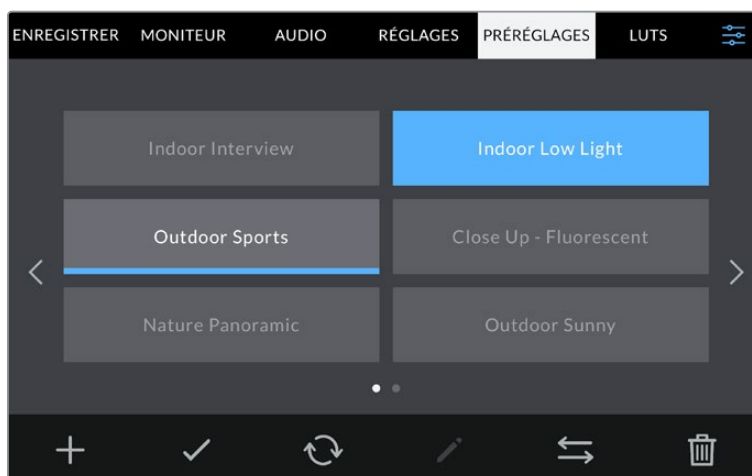 ENREGISTRER MONITEUR AUDIO RÉGLAGES PRÉRÉGLAGES LUTS
Indoor Interview Indoor Low Light
Outdoor Sports Close Up - Fluorescent
Nature Panoramic Outdoor Sunny